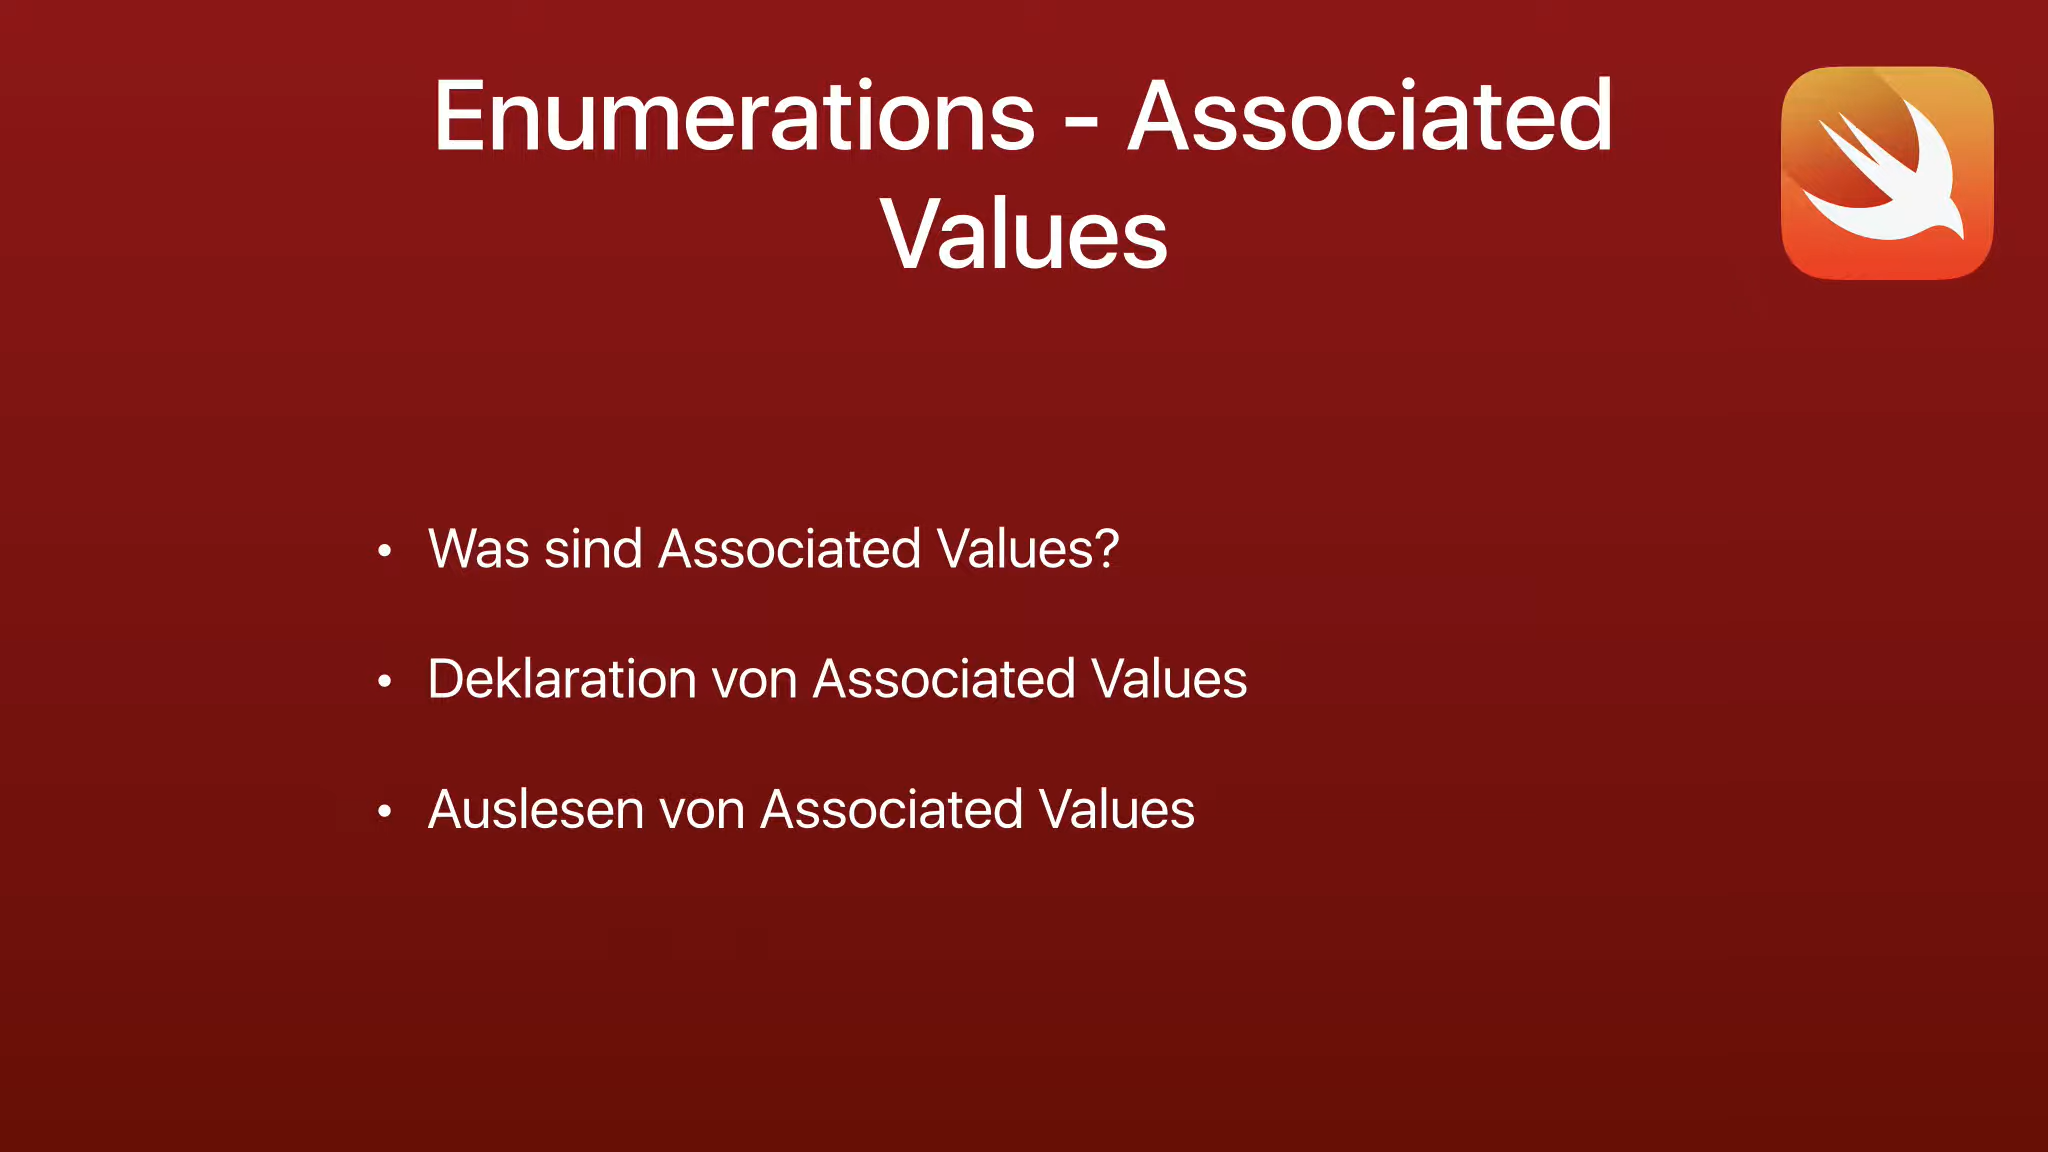 Enumerations - Associated
Values
• Was sind Associated Values?
• Deklaration von Associated Values
• Auslesen von Associated Values